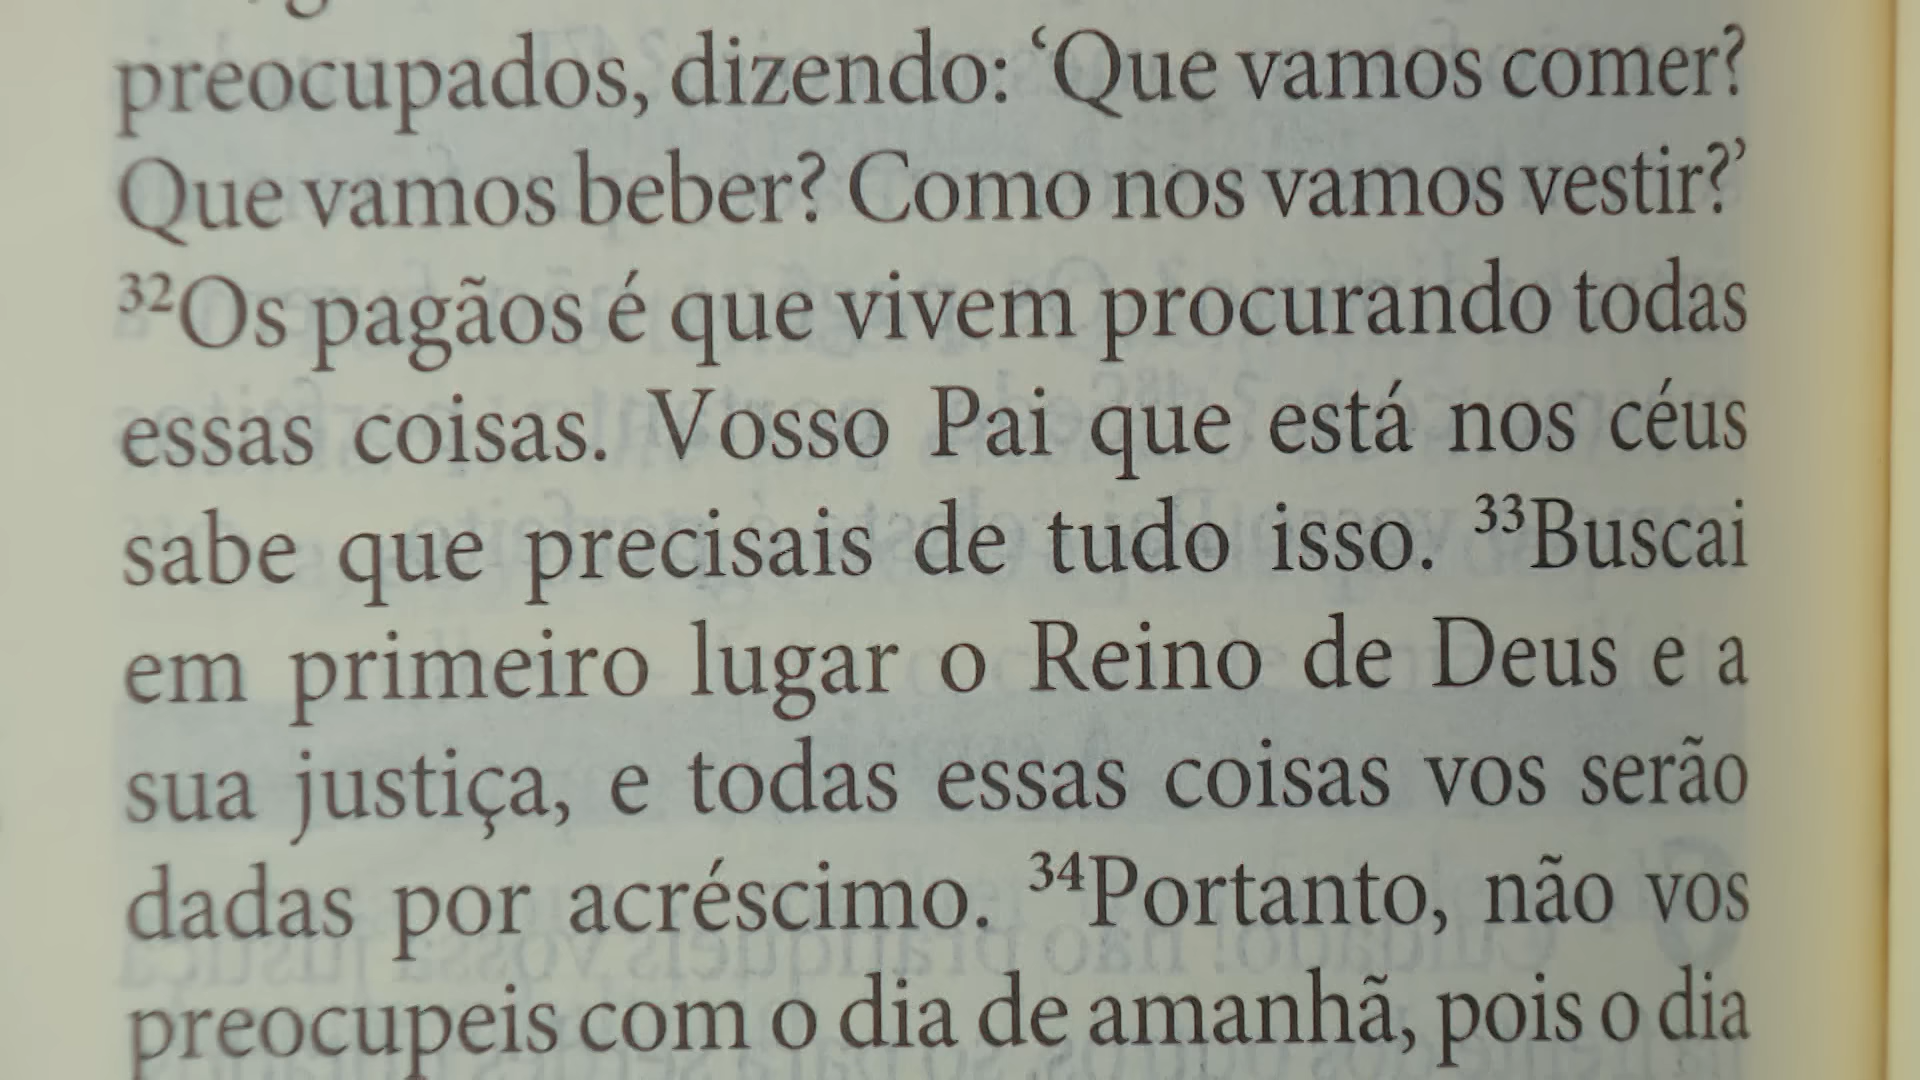 preocupados, dizendo: ‘Que vamos comer?
Que vamos beber? Como nos vamos vestir?’
³²Os pagãos é que vivem procurando todas
essas coisas. Vosso Pai que está nos céus
sabe que precisais de tudo isso. ³³Buscai
em primeiro lugar o Reino de Deus e a
sua justiça, e todas essas coisas vos serão
dadas por acréscimo. ³⁴Portanto, não vos
preocupeis com o dia de amanhã, pois o dia